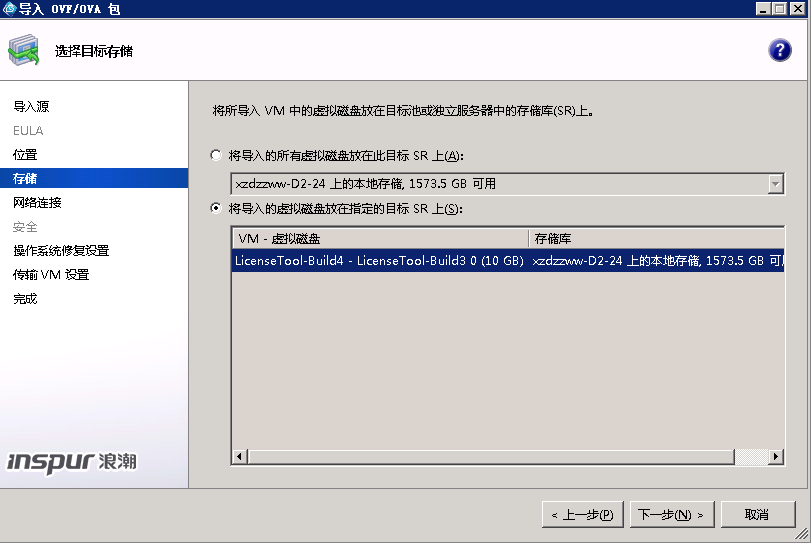 导入 OVF/OVA 包
选择目标存储
导入源
EULA
位置
存储
网络连接
安全
操作系统修复设置
传输 VM 设置
完成
inspur 浪潮
将所导入 VM 中的虚拟磁盘放在目标池或独立服务器中的存储库(SR)上。
将导入的所有虚拟磁盘放在此目标 SR 上(A):
xzdzzww-D2-24 上的本地存储, 1573.5 GB 可用
将导入的虚拟磁盘放在指定的目标 SR 上(S):
VM - 虚拟磁盘 存储库
LicenseTool-Build4 - LicenseTool-Build3 0 (10 GB) xzdzzww-D2-24 上的本地存储, 1573.5 GB 可
< 上一步(P) 下一步(N) > 取消